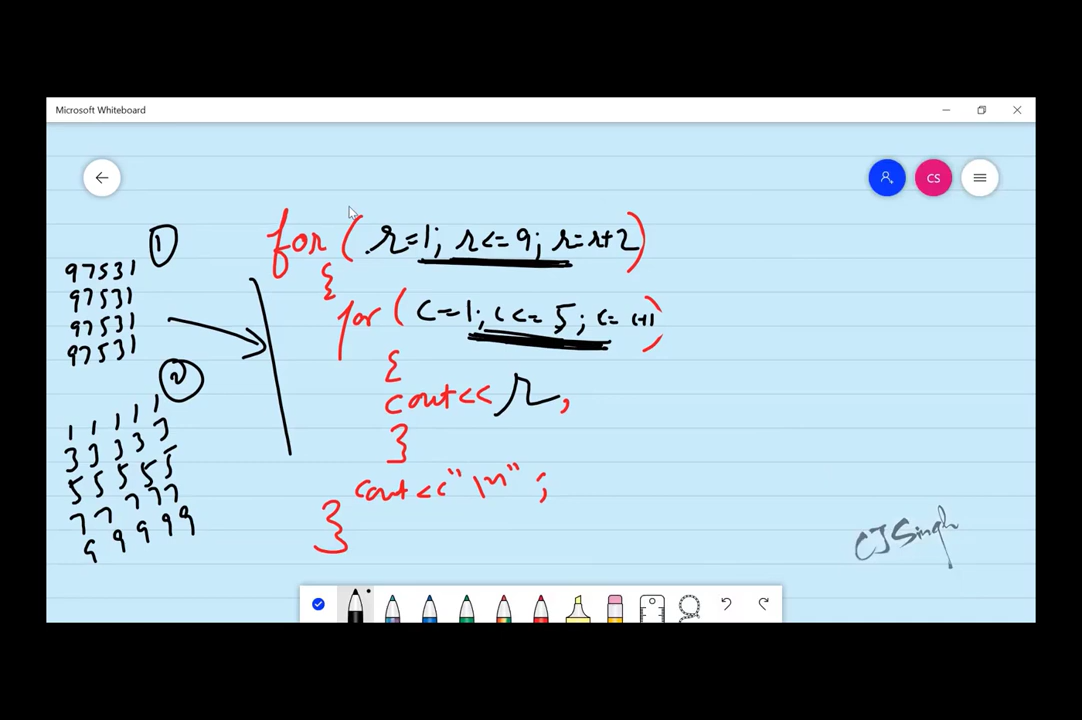 Microsoft Whiteboard
CS
1
97531
97531
97531
97531
2
1 1 1 1 1
3 3 3 3 3
5 5 5 5 5
7 7 7 7 7
9 9 9 9 9
for ( r=1; r<=9; r=r+2 )
{
for ( c=1; c<=5; c=c+1 )
{
cout<< r;
}
cout<<"\n";
}
CJSingh